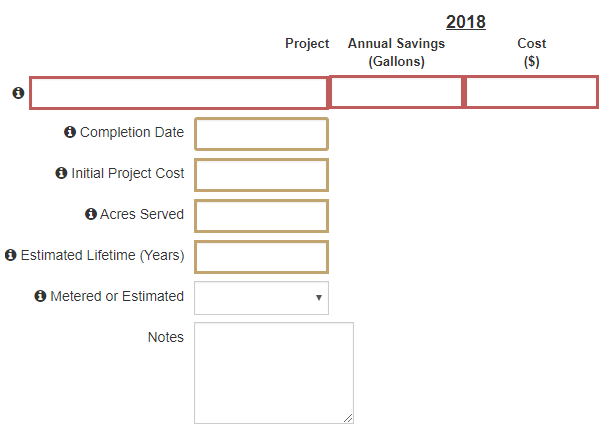 2018
Project Annual Savings (Gallons) Cost ($)
Completion Date
Initial Project Cost
Acres Served
Estimated Lifetime (Years)
Metered or Estimated
Notes